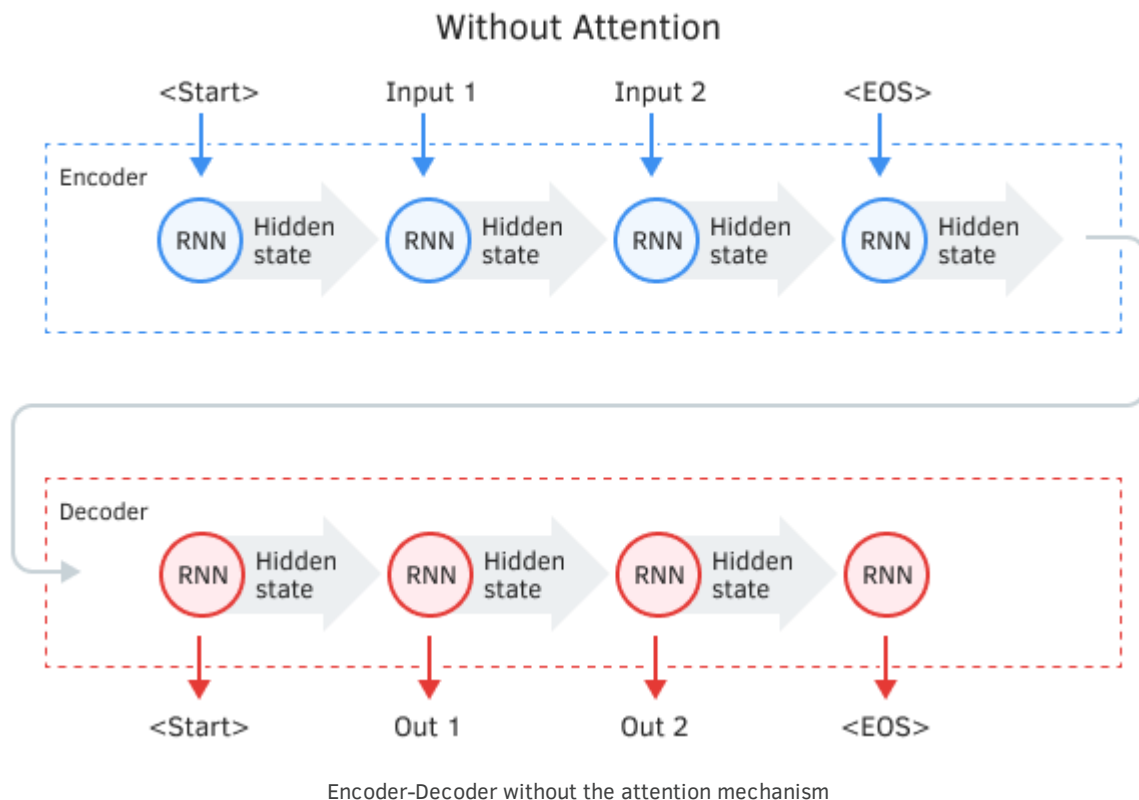 Without Attention
<Start> Input 1 Input 2 <EOS>
Encoder
RNN Hidden state RNN Hidden state RNN Hidden state RNN Hidden state
Decoder
RNN Hidden state RNN Hidden state RNN Hidden state RNN
<Start> Out 1 Out 2 <EOS>
Encoder-Decoder without the attention mechanism